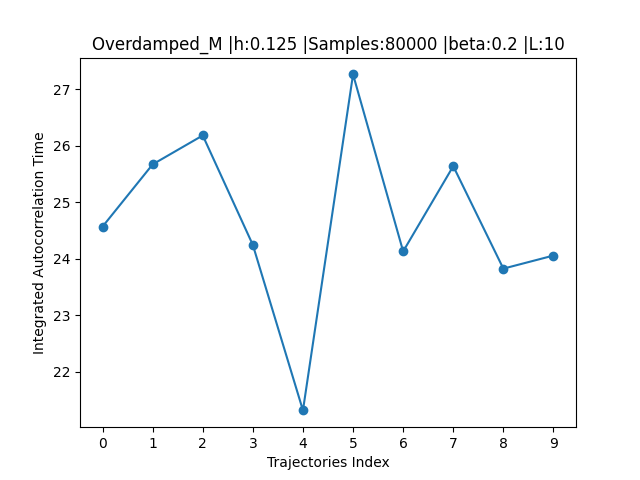 Overdamped_M |h:0.125 |Samples:80000 |beta:0.2 |L:10
Integrated Autocorrelation Time
27
26
25
24
23
22
0 1 2 3 4 5 6 7 8 9
Trajectories Index